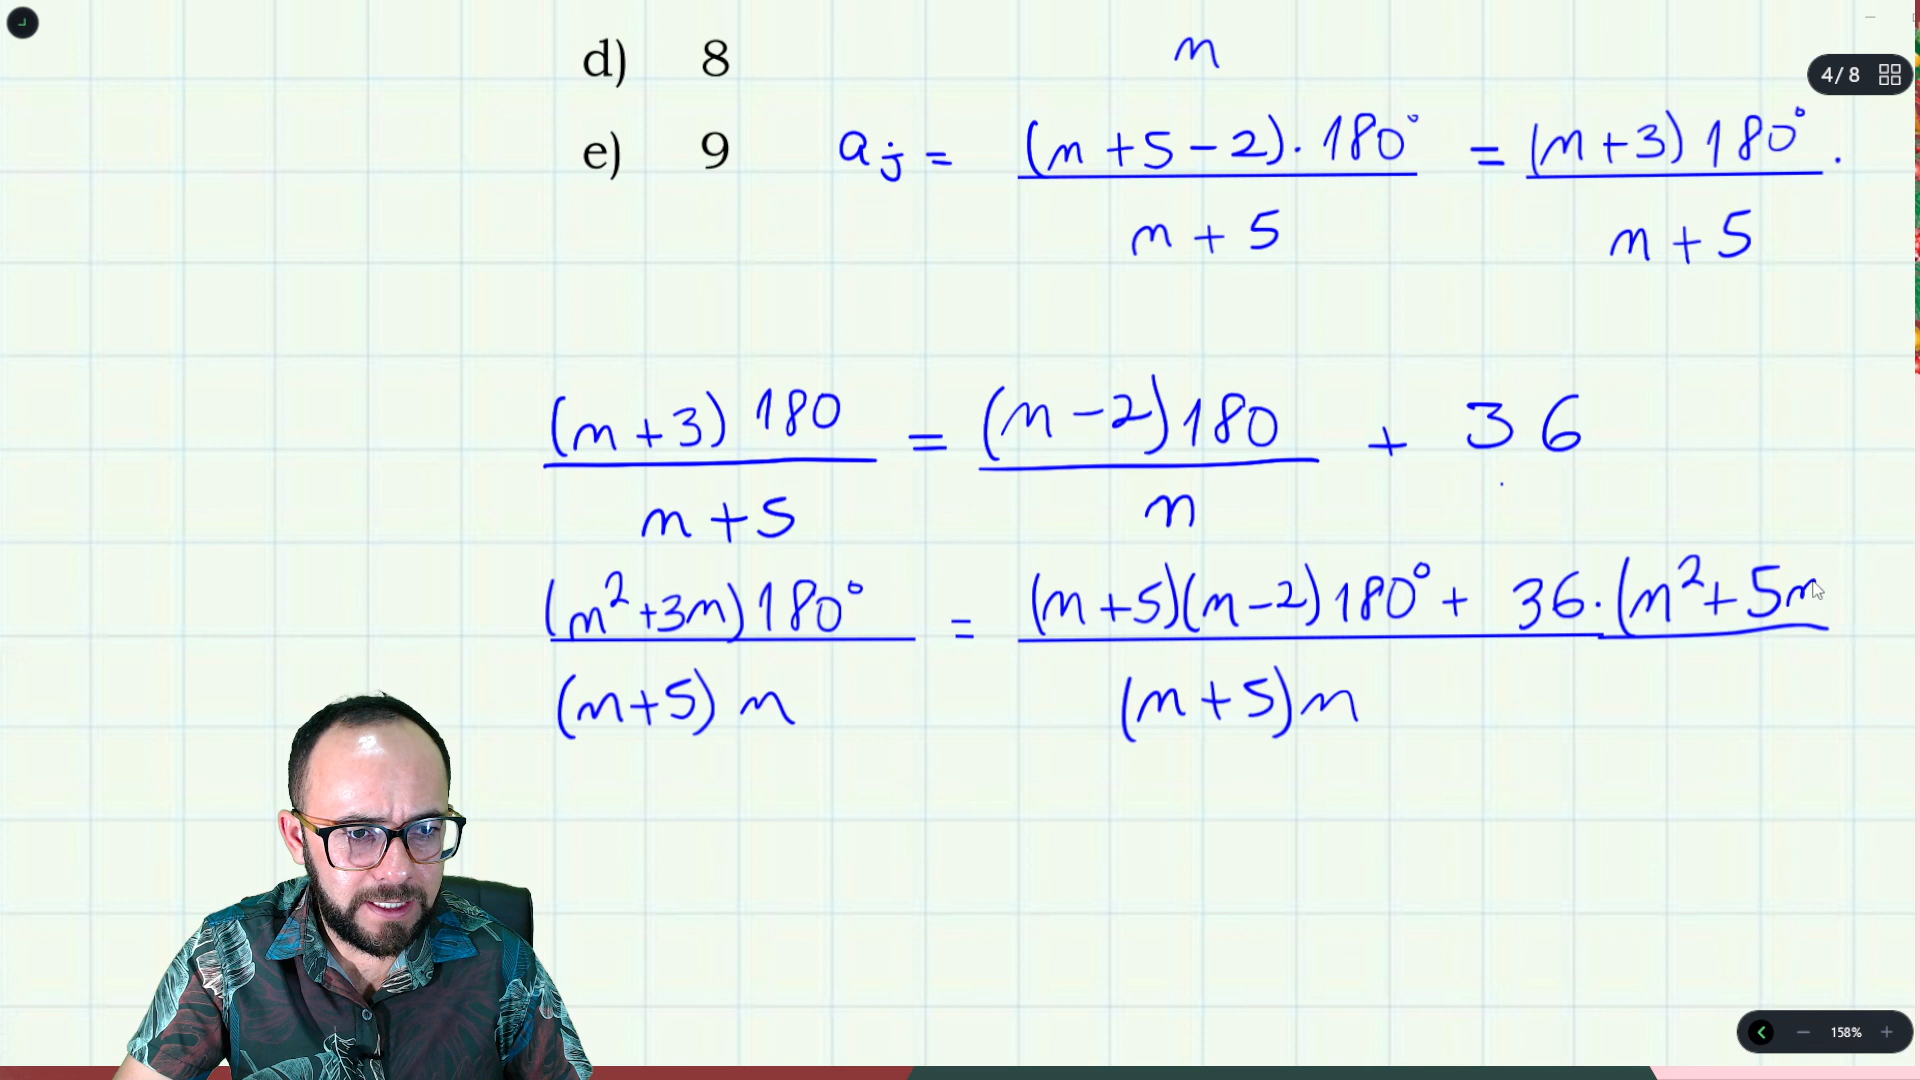 d) 8
n
4/8
e) 9 aj = (n+5-2).180° = (n+3)180°.
n+5 n+5
(n+3)180 = (n-2)180 + 36
n+5 n
(n²+3n)180° = (n+5)(n-2)180° + 36.(n²+5n
(n+5)n (n+5)n
158%